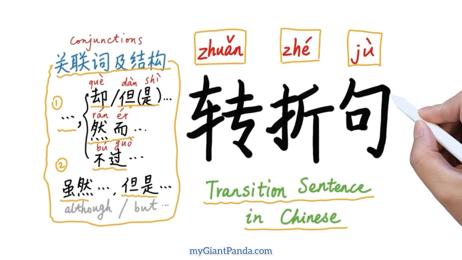 Conjunctions
关联词及结构
què dàn shì
① …, 却/但(是)…
rán ér
然而…
bú guò
不过…
② 虽然…, 但是…
although / but…
zhuǎn zhé jù
转折句
Transition Sentence
in Chinese
myGiantPanda.com